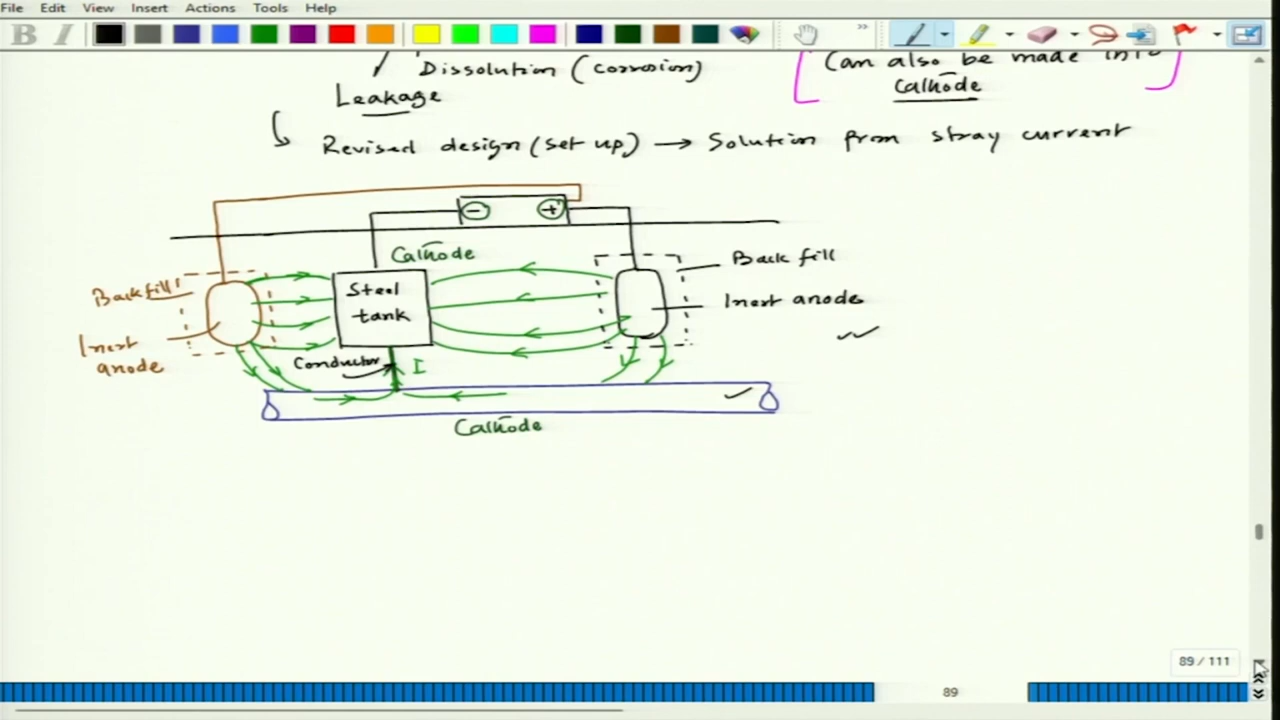 File Edit View Insert Actions Tools Help
B I
Dissolution (corrosion)
Leakage
(Can also be made into
Cathode
Revised design (set up) → Solution from stray current
- +
Cathode
Back fill
Inert anode
Back fill
Inert anode
Steel
tank
Conductor
I
Cathode
89 / 111
89